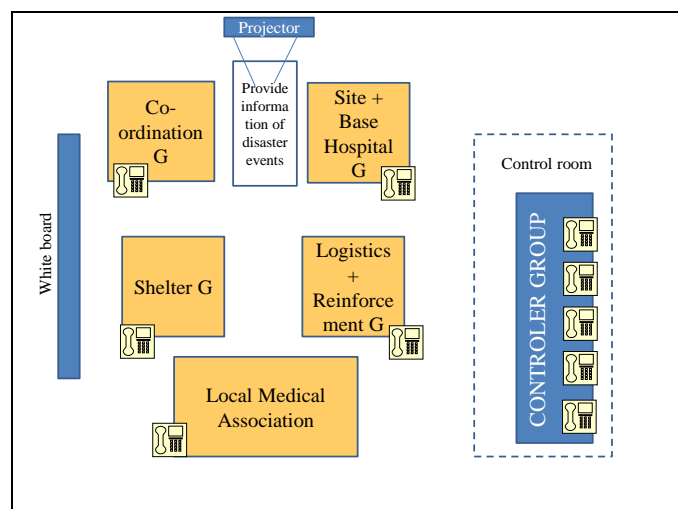 Projector
Co-
ordination
G
Provide
informa
tion of
disaster
events
Site +
Base
Hospital
G
White board
Shelter G
Logistics
+
Reinforce
ment G
Local Medical
Association
Control room
CONTROLER GROUP